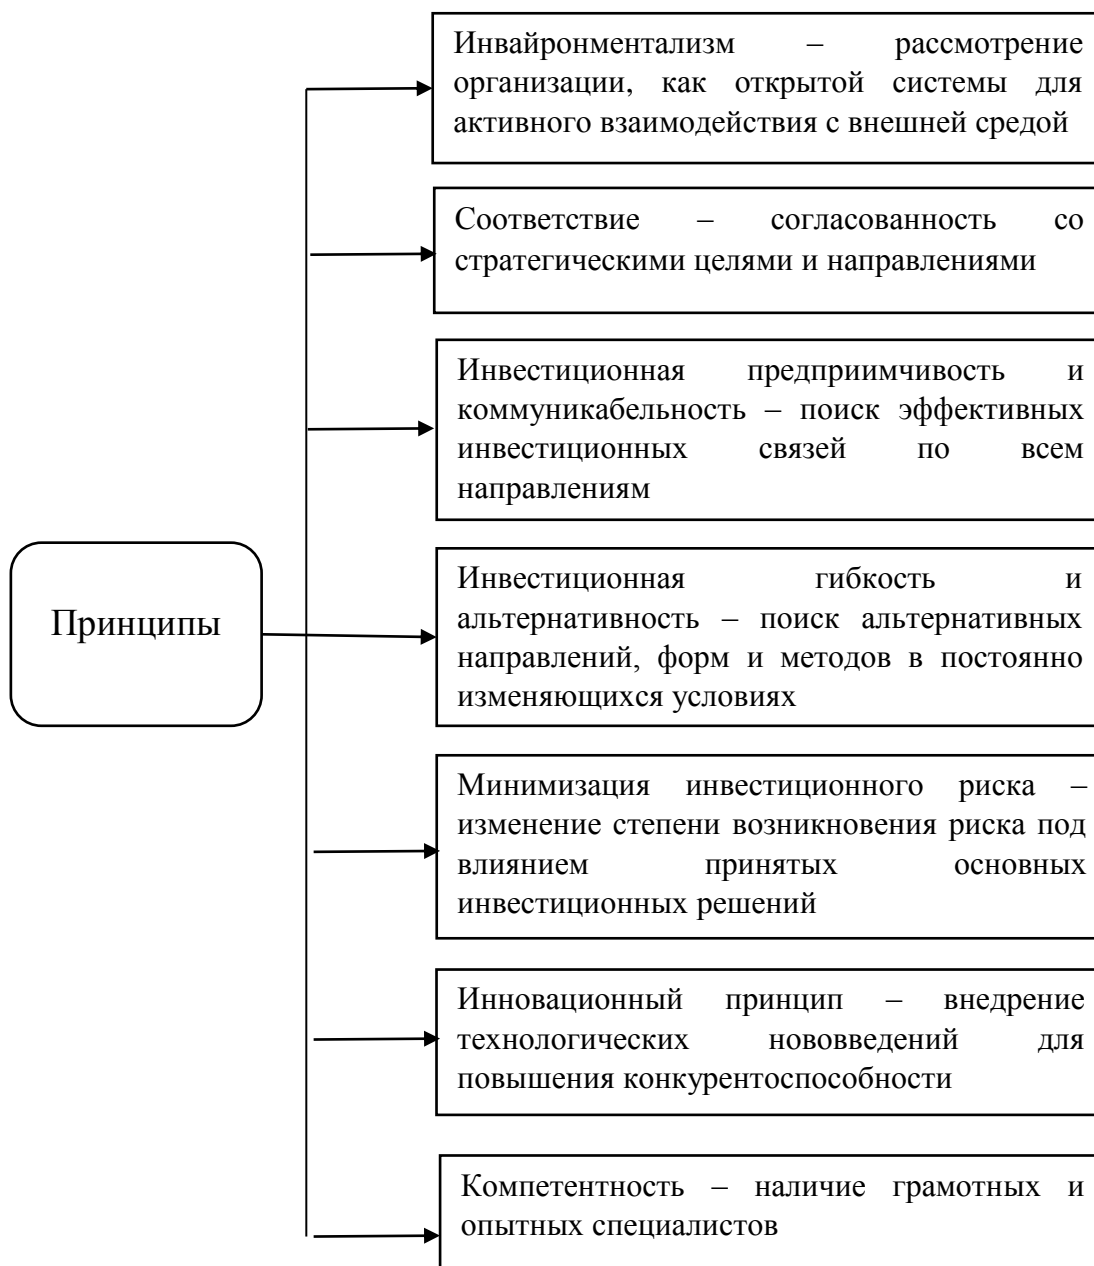 Инвайронментализм – рассмотрение
организации, как открытой системы для
активного взаимодействия с внешней средой
Соответствие – согласованность со
стратегическими целями и направлениями
Инвестиционная предприимчивость и
коммуникабельность – поиск эффективных
инвестиционных связей по всем
направлениям
Принципы
Инвестиционная гибкость и
альтернативность – поиск альтернативных
направлений, форм и методов в постоянно
изменяющихся условиях
Минимизация инвестиционного риска –
изменение степени возникновения риска под
влиянием принятых основных
инвестиционных решений
Инновационный принцип – внедрение
технологических нововведений для
повышения конкурентоспособности
Компетентность – наличие грамотных и
опытных специалистов